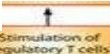 Stimulation of
egulatory T cells